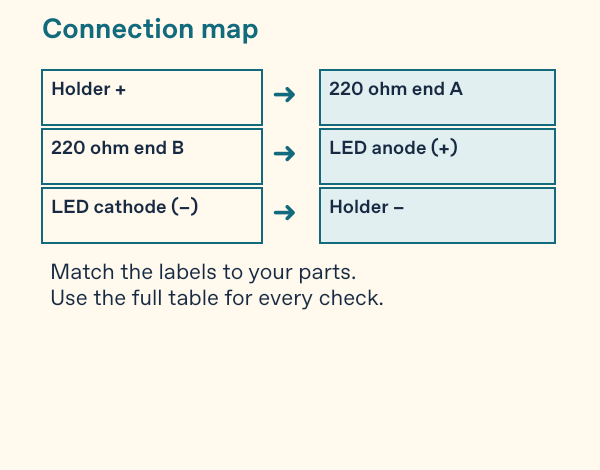 Connection map
Holder + ➔ 220 ohm end A
220 ohm end B ➔ LED anode (+)
LED cathode (–) ➔ Holder –
Match the labels to your parts.
Use the full table for every check.